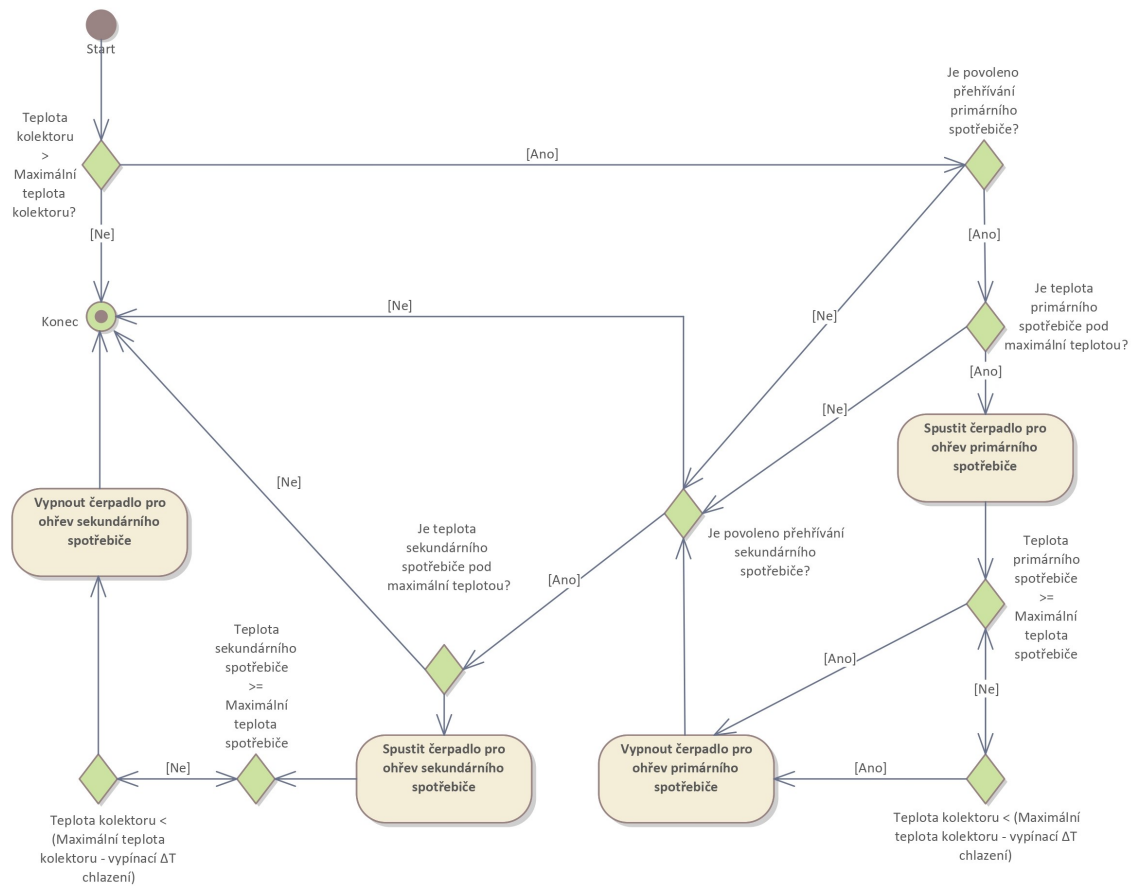 Start
Teplota
kolektoru
>
Maximální
teplota
kolektoru?
[Ano]
Je povoleno
přehřívání
primárního
spotřebiče?
[Ne]
[Ano]
Konec
[Ne]
[Ne]
Je teplota
primárního
spotřebiče pod
maximální teplotou?
[Ano]
[Ne]
Spustit čerpadlo pro
ohřev primárního
spotřebiče
[Ne]
Vypnout čerpadlo pro
ohřev sekundárního
spotřebiče
Je teplota
sekundárního
spotřebiče pod
maximální teplotou?
Je povoleno přehřívání
sekundárního
spotřebiče?
[Ano]
Teplota
primárního
spotřebiče
>=
Maximální
teplota
spotřebiče
Teplota
sekundárního
spotřebiče
>=
Maximální
teplota
spotřebiče
[Ano]
[Ne]
Spustit čerpadlo pro
ohřev sekundárního
spotřebiče
Vypnout čerpadlo pro
ohřev primárního
spotřebiče
[Ne]
[Ano]
Teplota kolektoru <
(Maximální teplota
kolektoru - vypínací ΔT
chlazení)
Teplota kolektoru < (Maximální
teplota kolektoru - vypínací ΔT
chlazení)